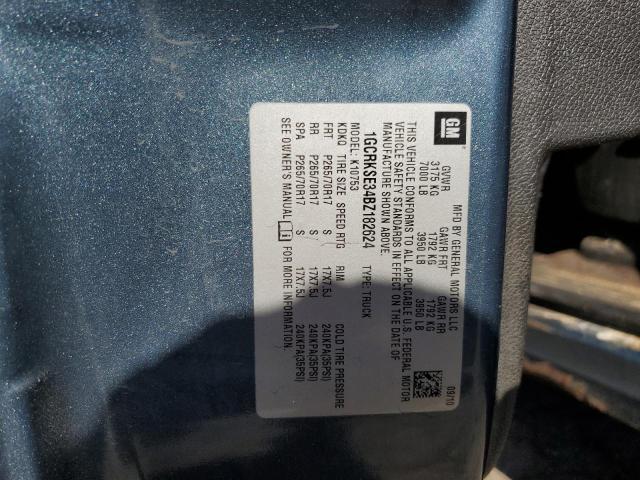 GM
MFD BY GENERAL MOTORS LLC 09/10
GVWR GAWR FRT GAWR RR
3175 KG 1792 KG 1792 KG
7000 LB 3950 LB 3950 LB
THIS VEHICLE CONFORMS TO ALL APPLICABLE U.S. FEDERAL MOTOR
VEHICLE SAFETY STANDARDS IN EFFECT ON THE DATE OF
MANUFACTURE SHOWN ABOVE.
1GCRKSE34BZ182624 TYPE: TRUCK
MODEL: K10753
KDKQ TIRE SIZE SPEED RTG RIM COLD TIRE PRESSURE
FRT P265/70R17 S 17X7.5J 240KPA(35PSI)
RR P265/70R17 S 17X7.5J 240KPA(35PSI)
SPA P265/70R17 S 17X7.5J 240KPA(35PSI)
SEE OWNER'S MANUAL i FOR MORE INFORMATION.